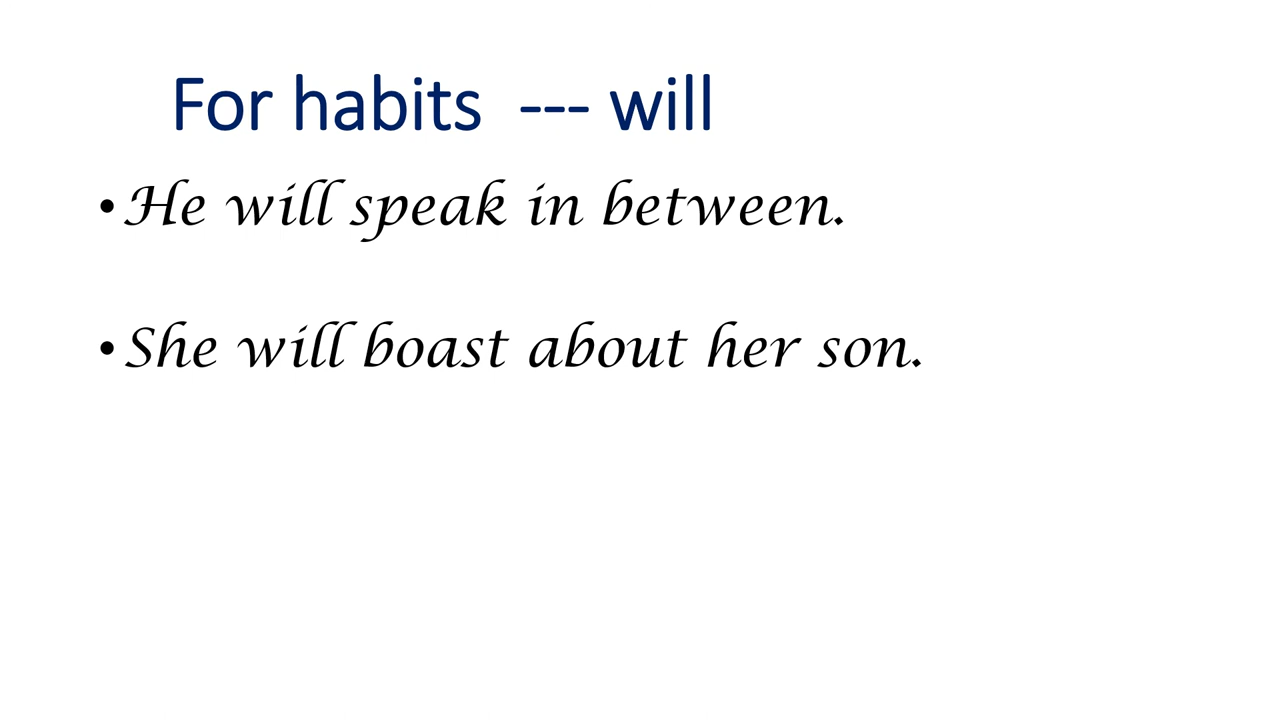 For habits --- will
• He will speak in between.
• She will boast about her son.